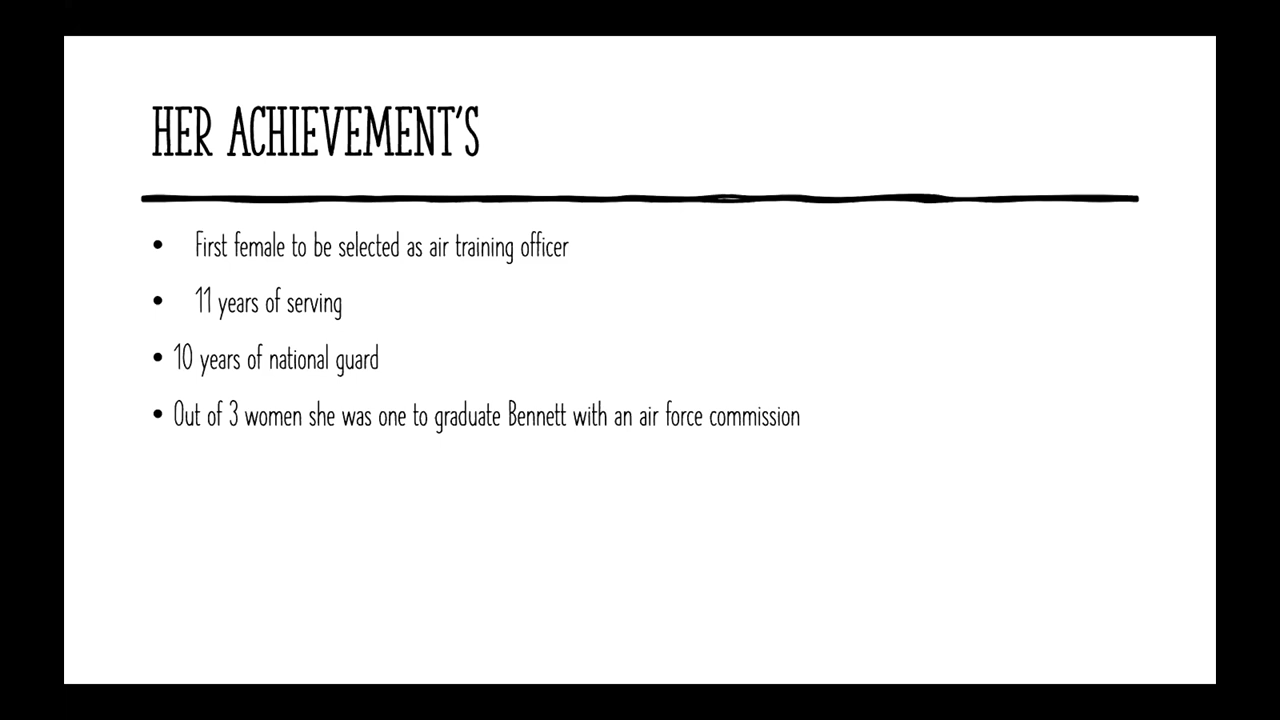 HER ACHIEVEMENT'S
• First female to be selected as air training officer
• 11 years of serving
• 10 years of national guard
• Out of 3 women she was one to graduate Bennett with an air force commission